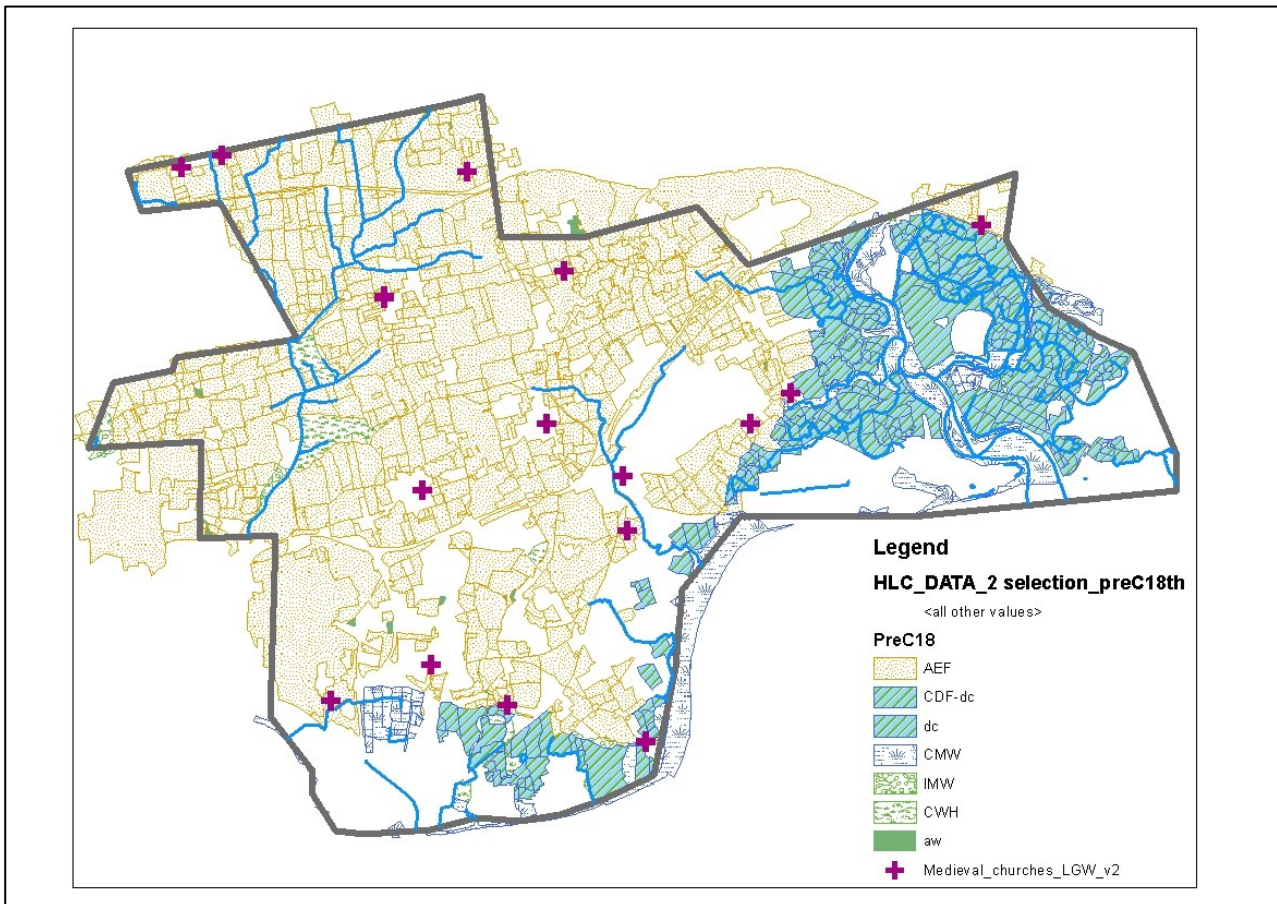 Legend
HLC_DATA_2 selection_preC18th
<all other values>
PreC18
AEF
CDF-dc
dc
CMW
IMW
CWH
aw
Medieval_churches_LGW_v2